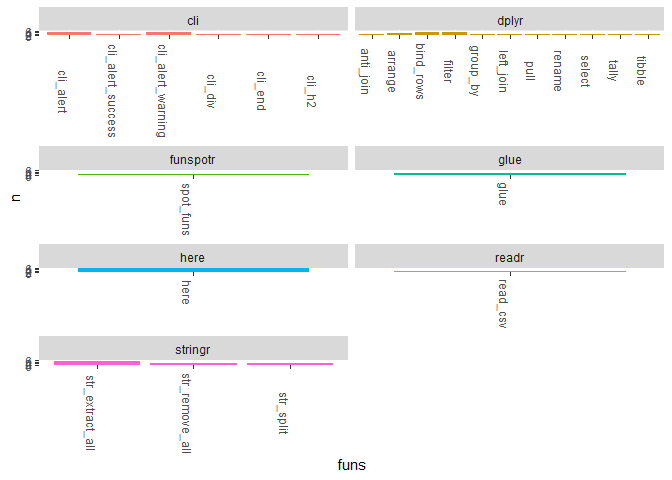 cli
dplyr
cli_alert
cli_alert_success
cli_alert_warning
cli_div
cli_end
cli_h2
anti_join
arrange
bind_rows
filter
group_by
left_join
pull
rename
select
tally
tibble
funspotr
glue
spot_funs
glue
here
readr
here
read_csv
stringr
str_extract_all
str_remove_all
str_split
n
funs